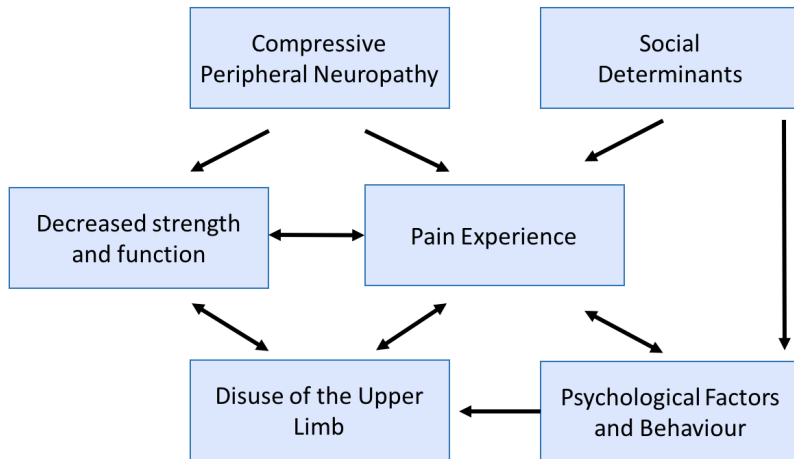 Compressive
Peripheral Neuropathy
Social
Determinants
Decreased strength
and function
Pain Experience
Disuse of the Upper
Limb
Psychological Factors
and Behaviour